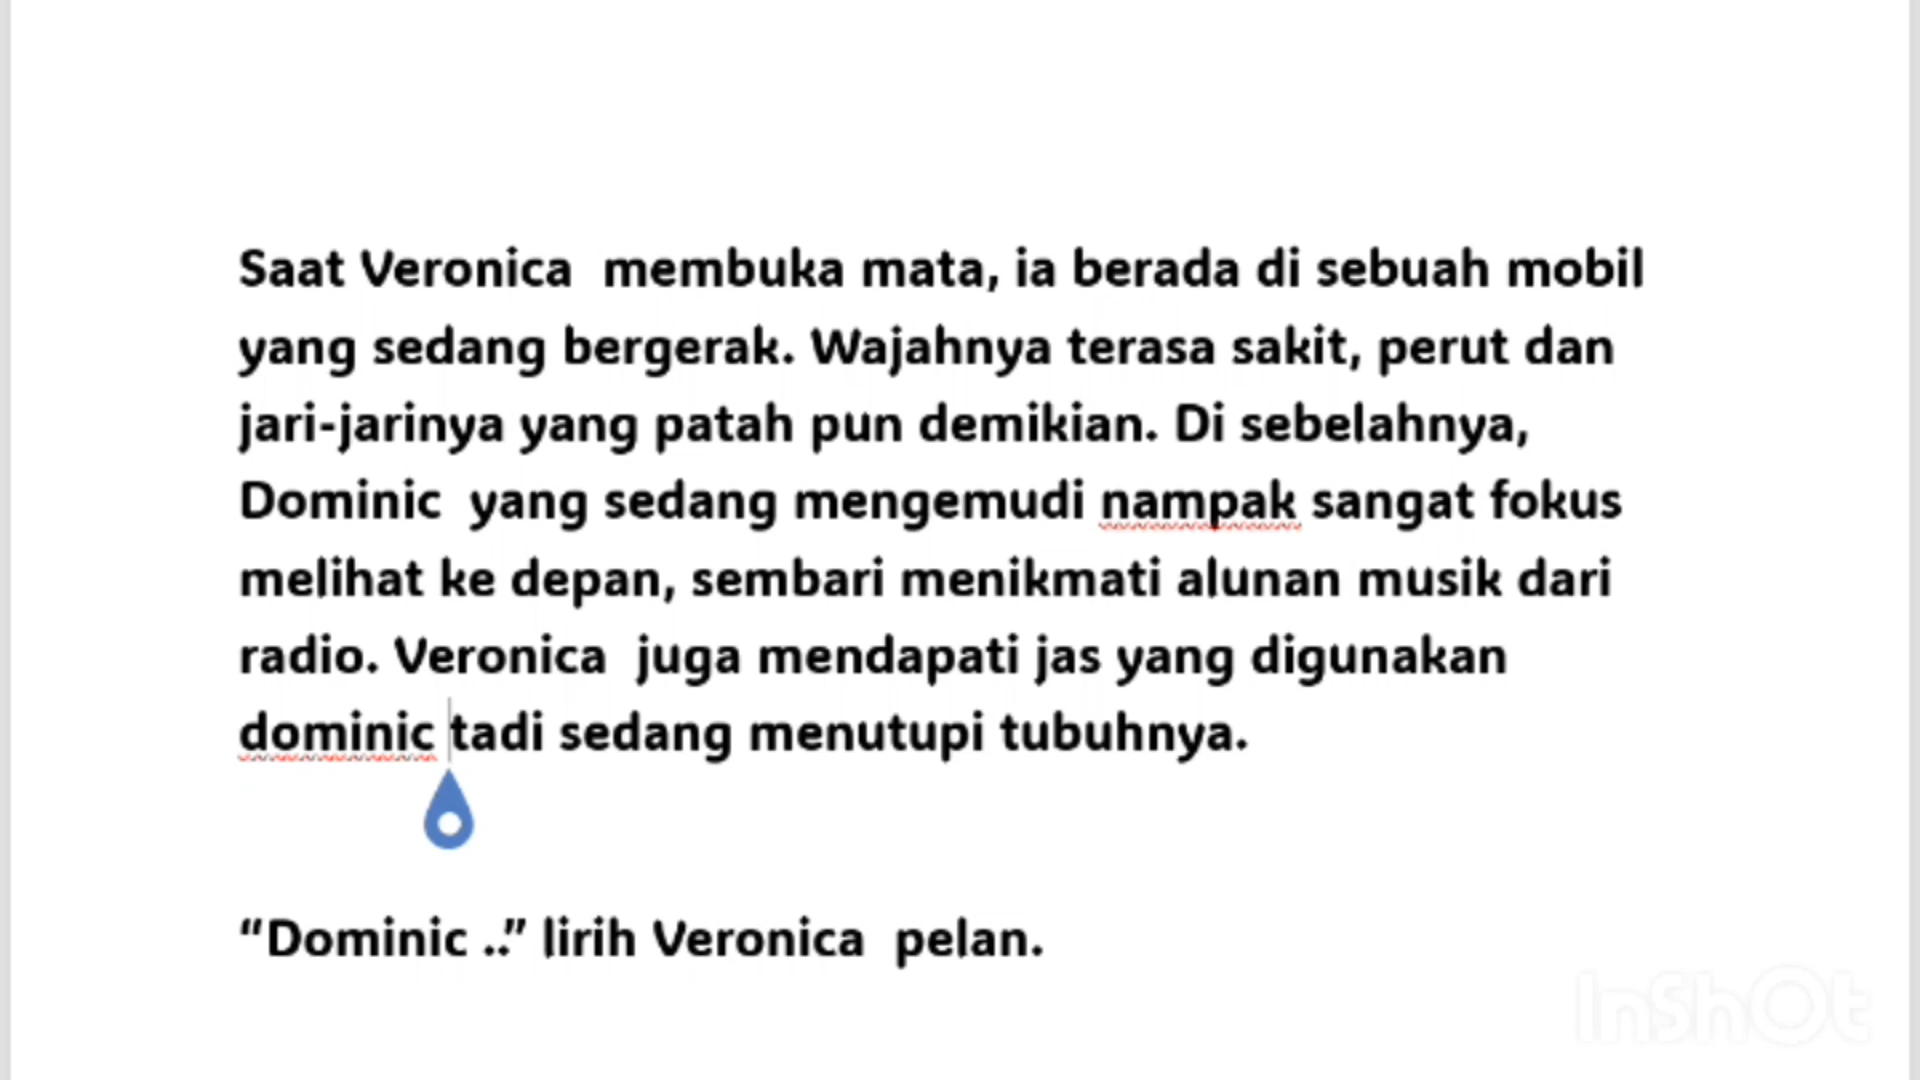 Saat Veronica  membuka mata, ia berada di sebuah mobil
yang sedang bergerak. Wajahnya terasa sakit, perut dan
jari-jarinya yang patah pun demikian. Di sebelahnya,
Dominic  yang sedang mengemudi nampak sangat fokus
melihat ke depan, sembari menikmati alunan musik dari
radio. Veronica  juga mendapati jas yang digunakan
dominic tadi sedang menutupi tubuhnya.
“Dominic ..” lirih Veronica  pelan.
InShOt